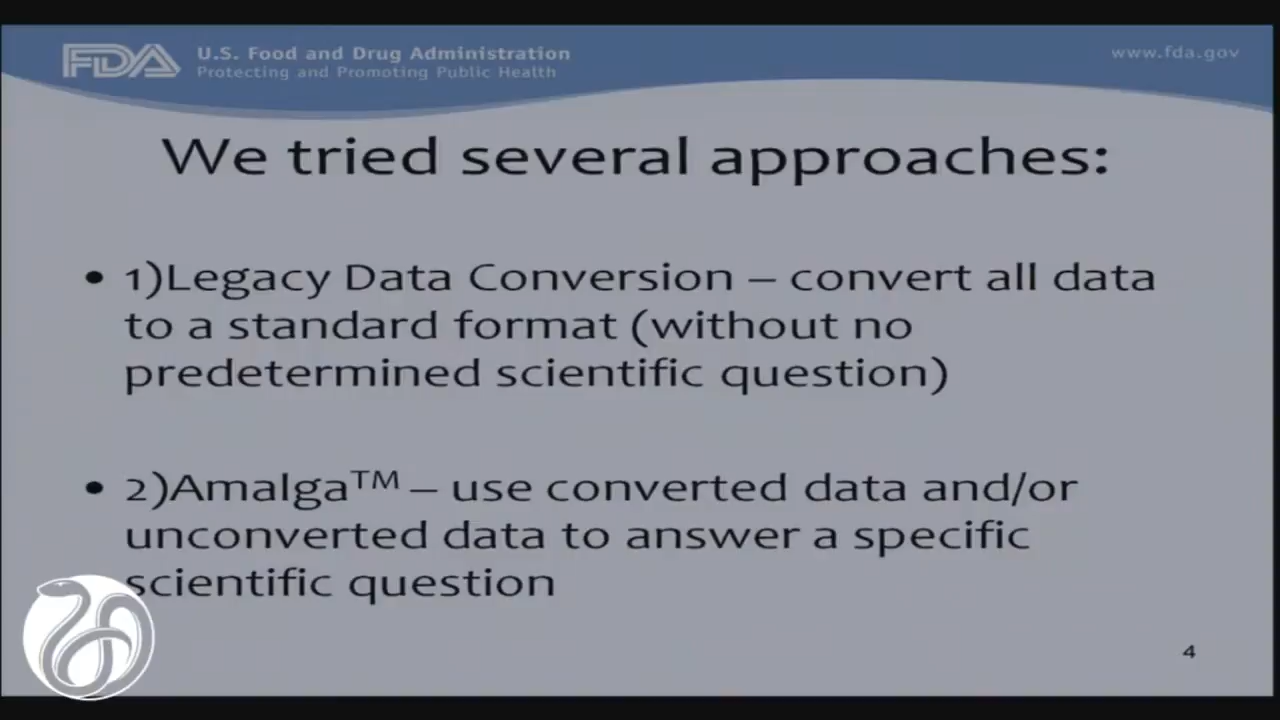 FDA
U.S. Food and Drug Administration
Protecting and Promoting Public Health
www.fda.gov
We tried several approaches:
• 1)Legacy Data Conversion – convert all data
to a standard format (without no
predetermined scientific question)
• 2)Amalga™ – use converted data and/or
unconverted data to answer a specific
scientific question
4